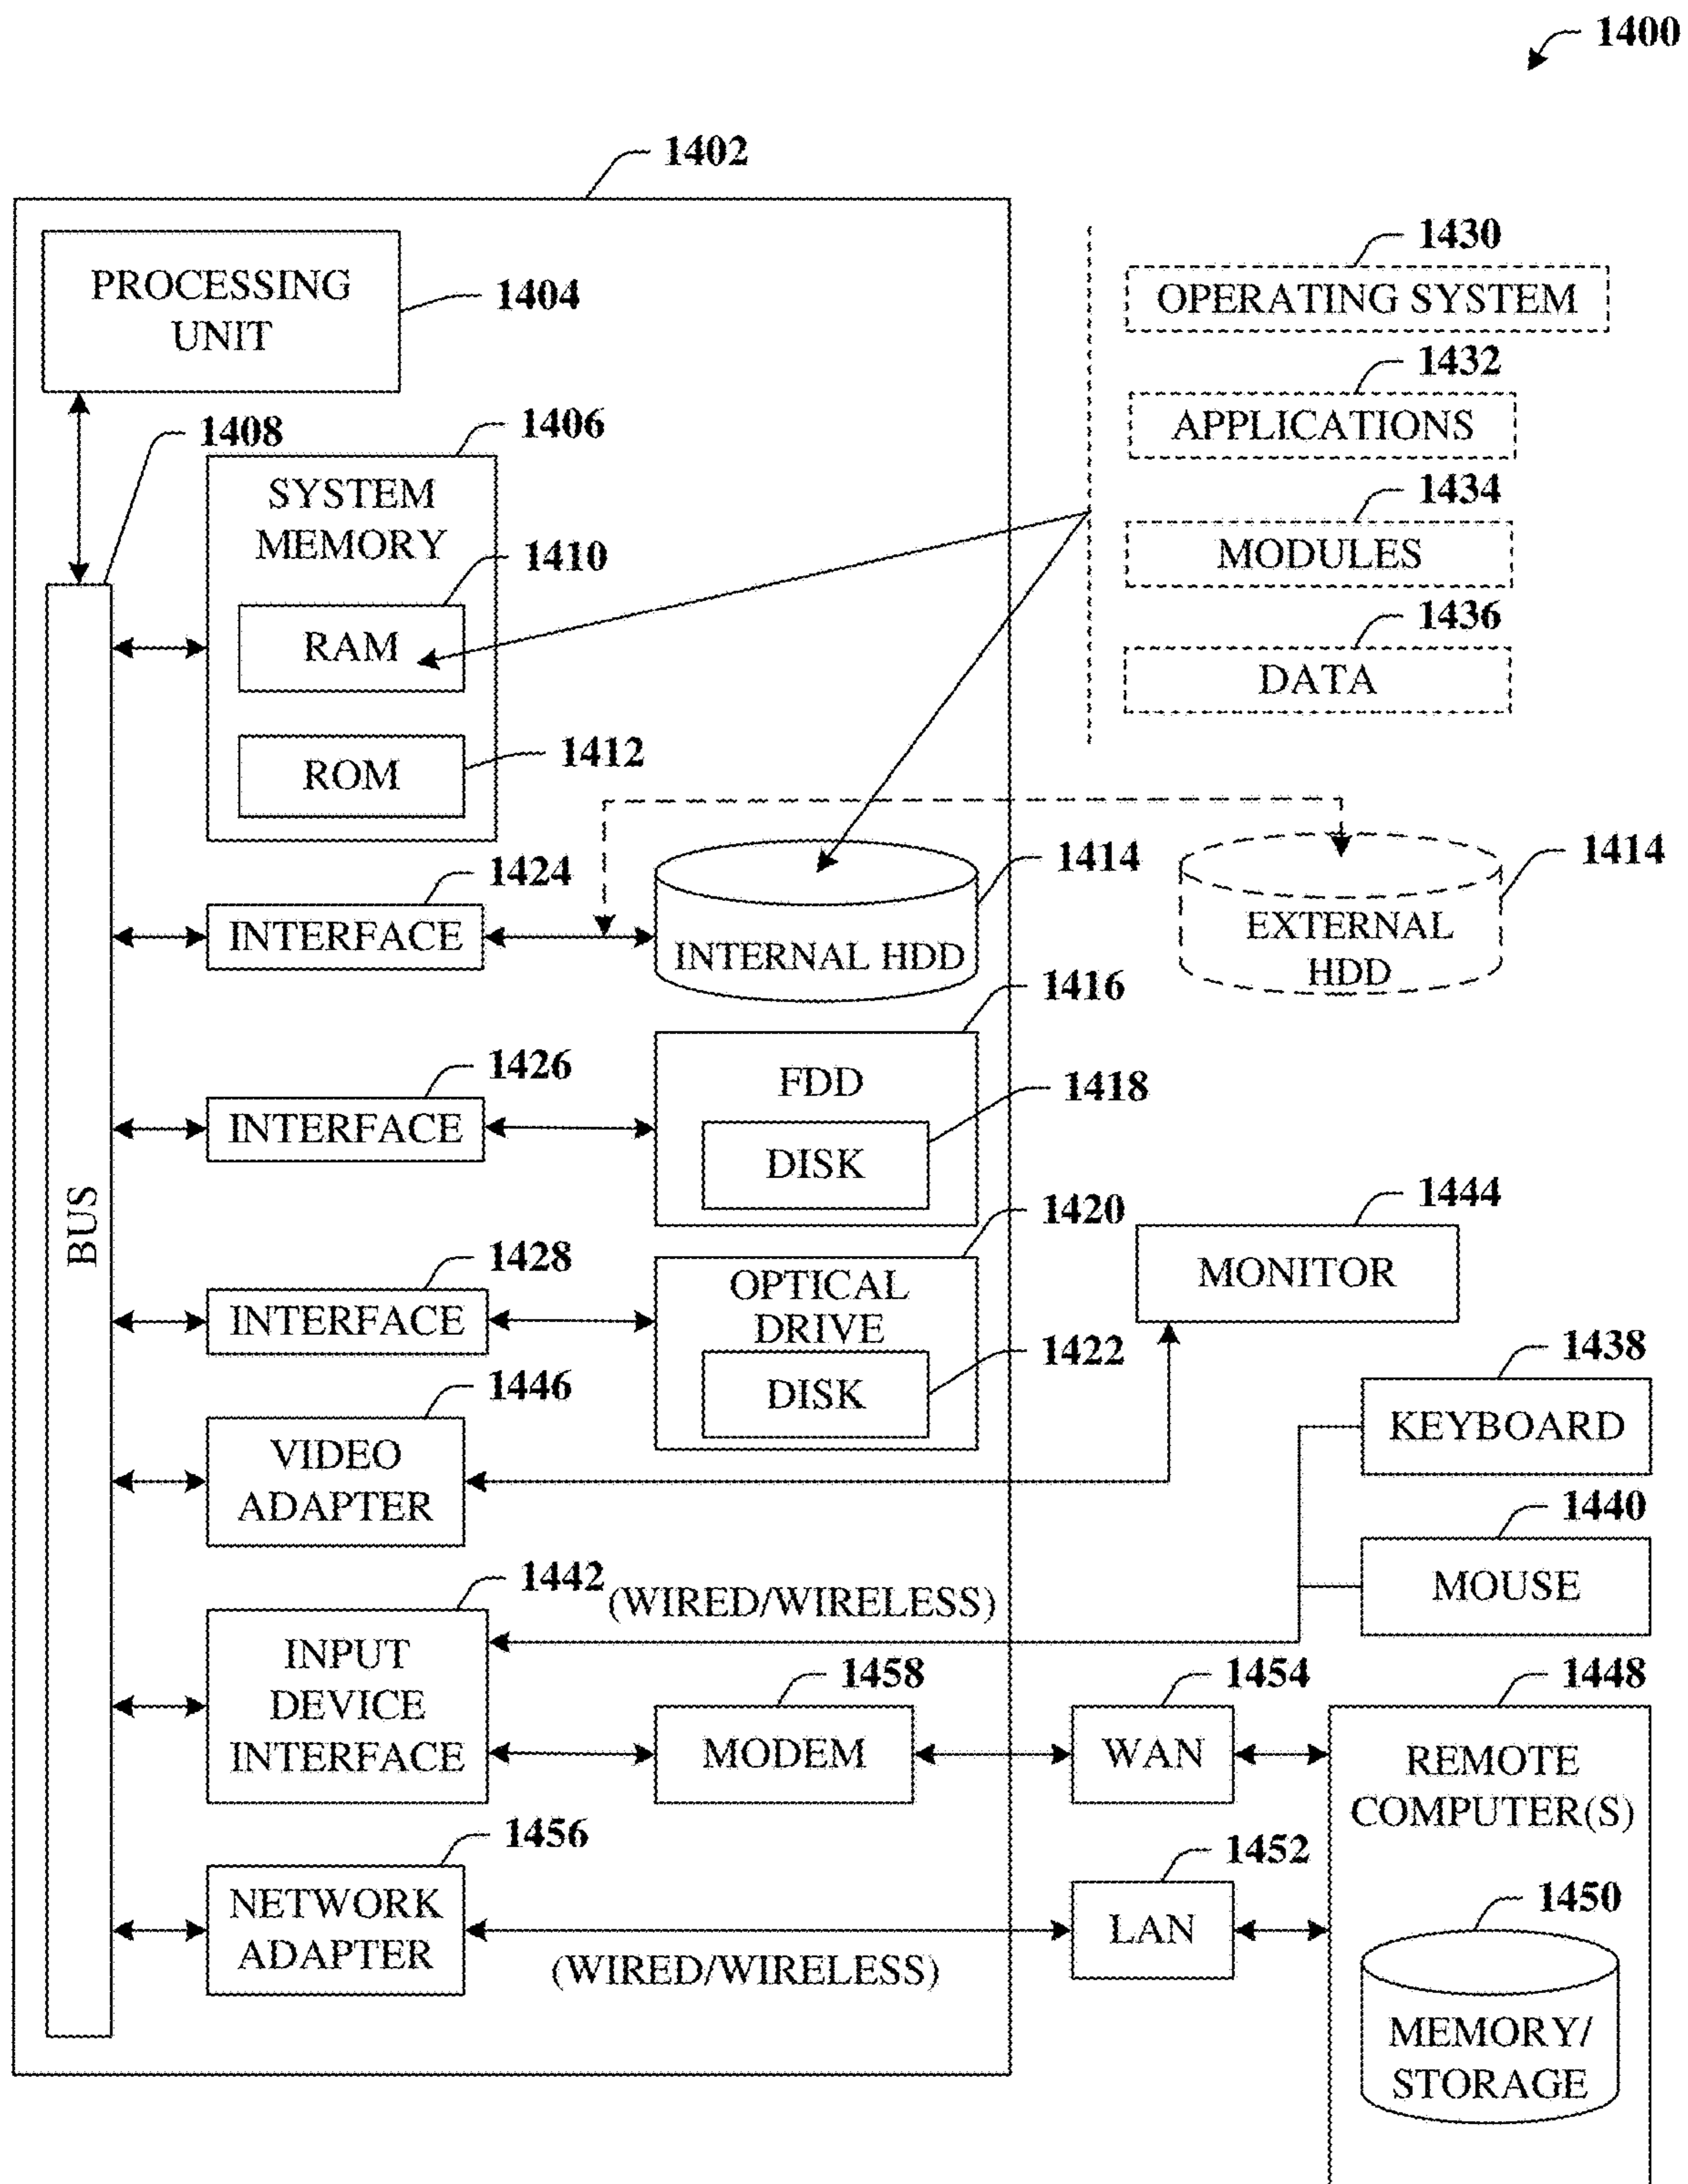 1400
1402
PROCESSING
UNIT
1404
1430
OPERATING SYSTEM
1432
APPLICATIONS
1434
MODULES
1436
DATA
1408
1406
SYSTEM
MEMORY
1410
RAM
1412
ROM
1424
INTERFACE
1414
INTERNAL HDD
1414
EXTERNAL
HDD
1416
FDD
1426
INTERFACE
1418
DISK
BUS
1420
OPTICAL
DRIVE
1428
INTERFACE
1422
DISK
1444
MONITOR
1446
VIDEO
ADAPTER
1438
KEYBOARD
1440
MOUSE
1442
(WIRED/WIRELESS)
INPUT
DEVICE
INTERFACE
1458
MODEM
1454
WAN
1448
REMOTE
COMPUTER(S)
1456
NETWORK
ADAPTER
(WIRED/WIRELESS)
1452
LAN
1450
MEMORY/
STORAGE